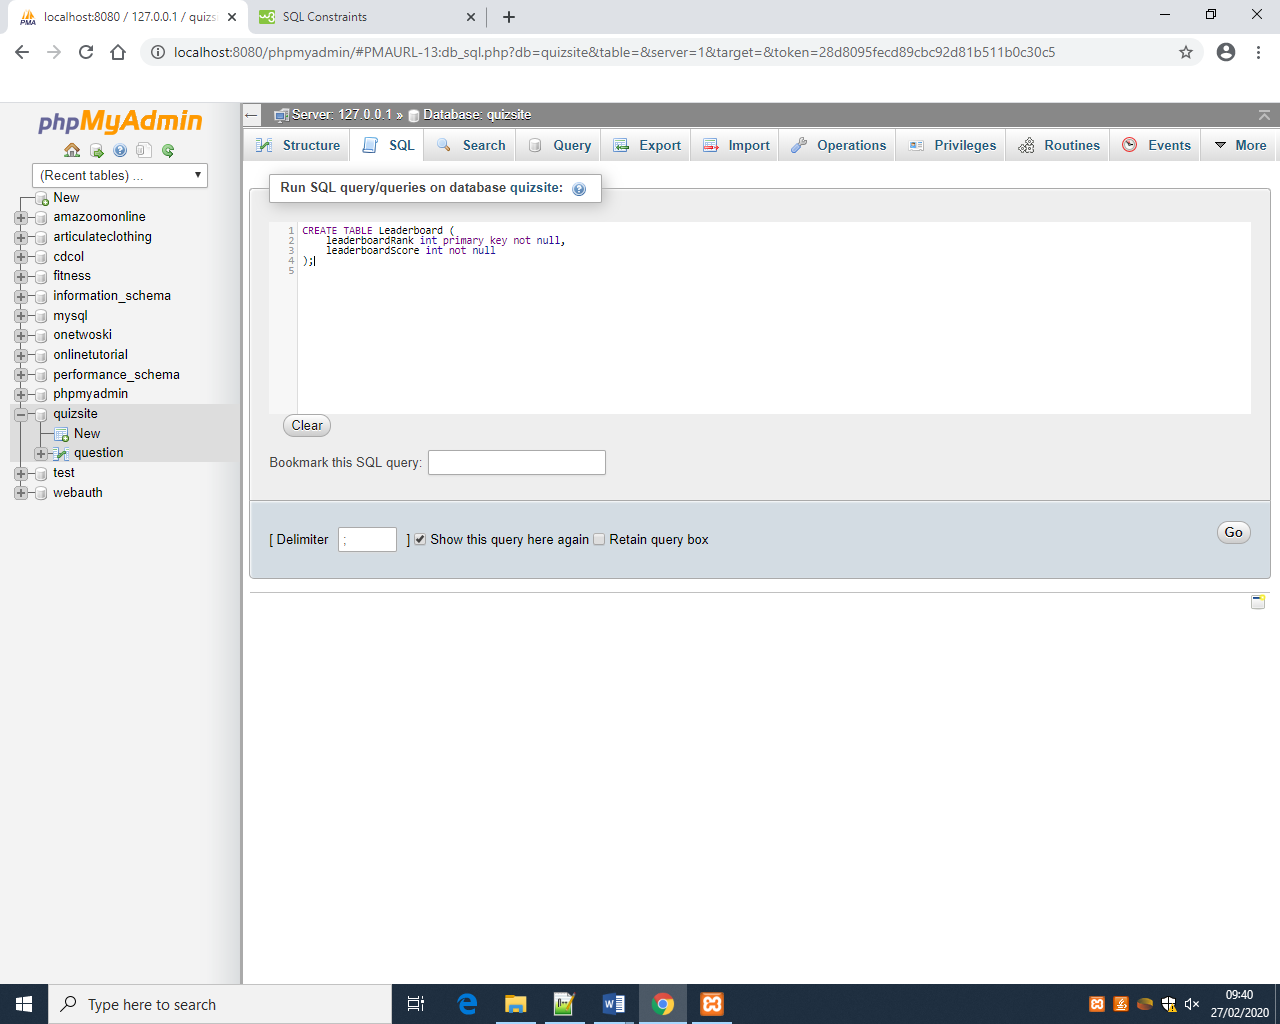 localhost:8080 / 127.0.0.1 / quizs
SQL Constraints
localhost:8080/phpmyadmin/#PMAURL-13:db_sql.php?db=quizsite&table=&server=1&target=&token=28d8095fecd89cbc92d81b511b0c30c5
phpMyAdmin
(Recent tables) ...
New
amazoomonline
articulateclothing
cdcol
fitness
information_schema
mysql
onetwoski
onlinetutorial
performance_schema
phpmyadmin
quizsite
New
question
test
webauth
Server: 127.0.0.1 » Database: quizsite
Structure SQL Search Query Export Import Operations Privileges Routines Events More
Run SQL query/queries on database quizsite:
1 CREATE TABLE Leaderboard (
2 leaderboardRank int primary key not null,
3 leaderboardScore int not null
4 );
5
Clear
Bookmark this SQL query:
[ Delimiter ; ] Show this query here again Retain query box
Go
Type here to search
09:40
27/02/2020